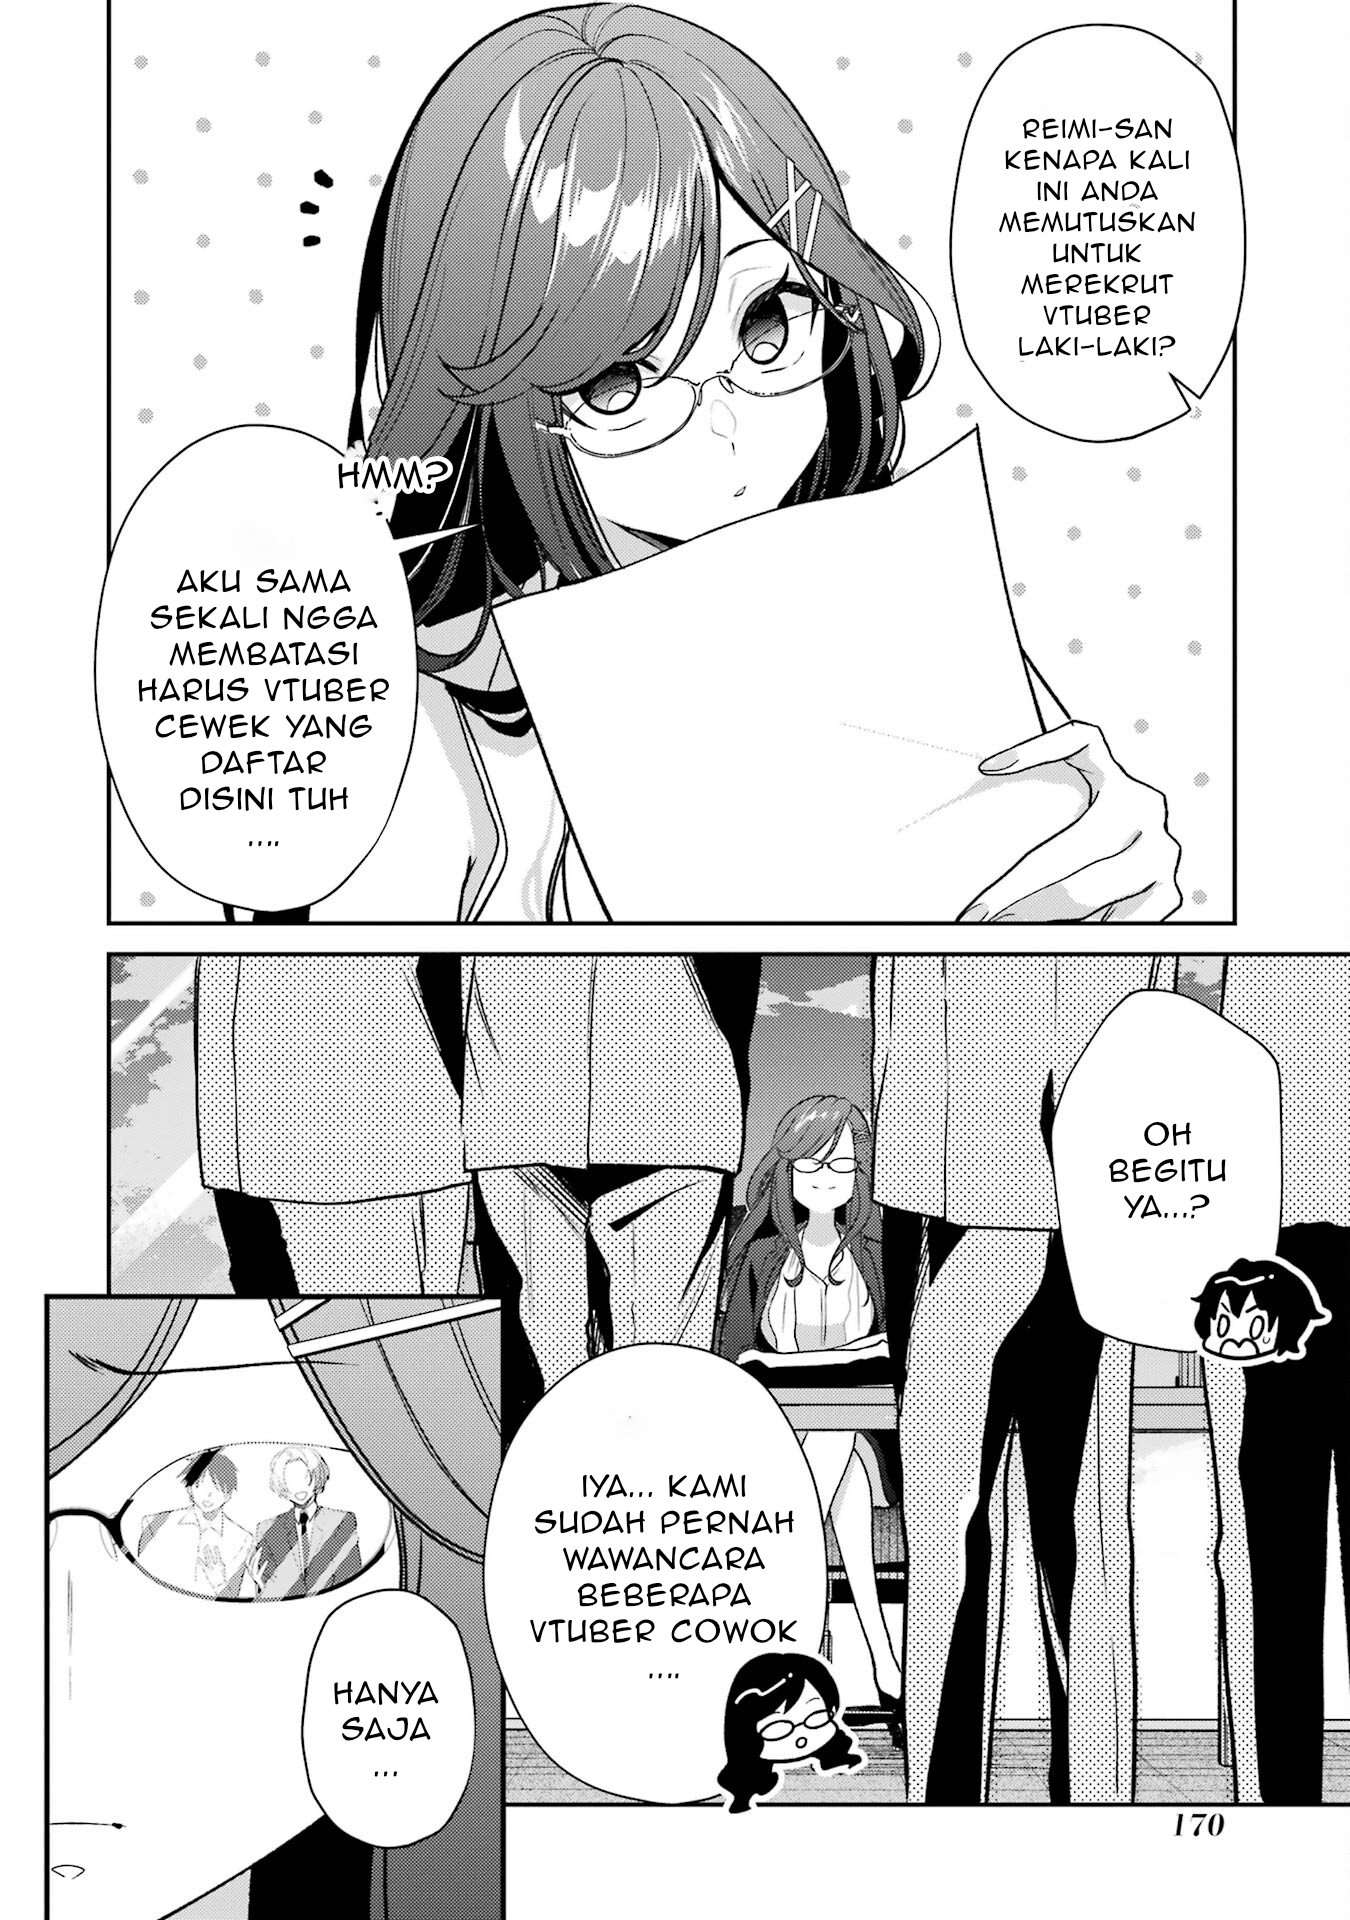 REIMI-SAN
KENAPA KALI
INI ANDA
MEMUTUSKAN
UNTUK
MEREKRUT
VTUBER
LAKI-LAKI?
HMM?
AKU SAMA
SEKALI NGGA
MEMBATASI
HARUS VTUBER
CEWEK YANG
DAFTAR
DISINI TUH
....
OH
BEGITU
YA...?
IYA... KAMI
SUDAH PERNAH
WAWANCARA
BEBERAPA
VTUBER COWOK
....
HANYA
SAJA
...
170